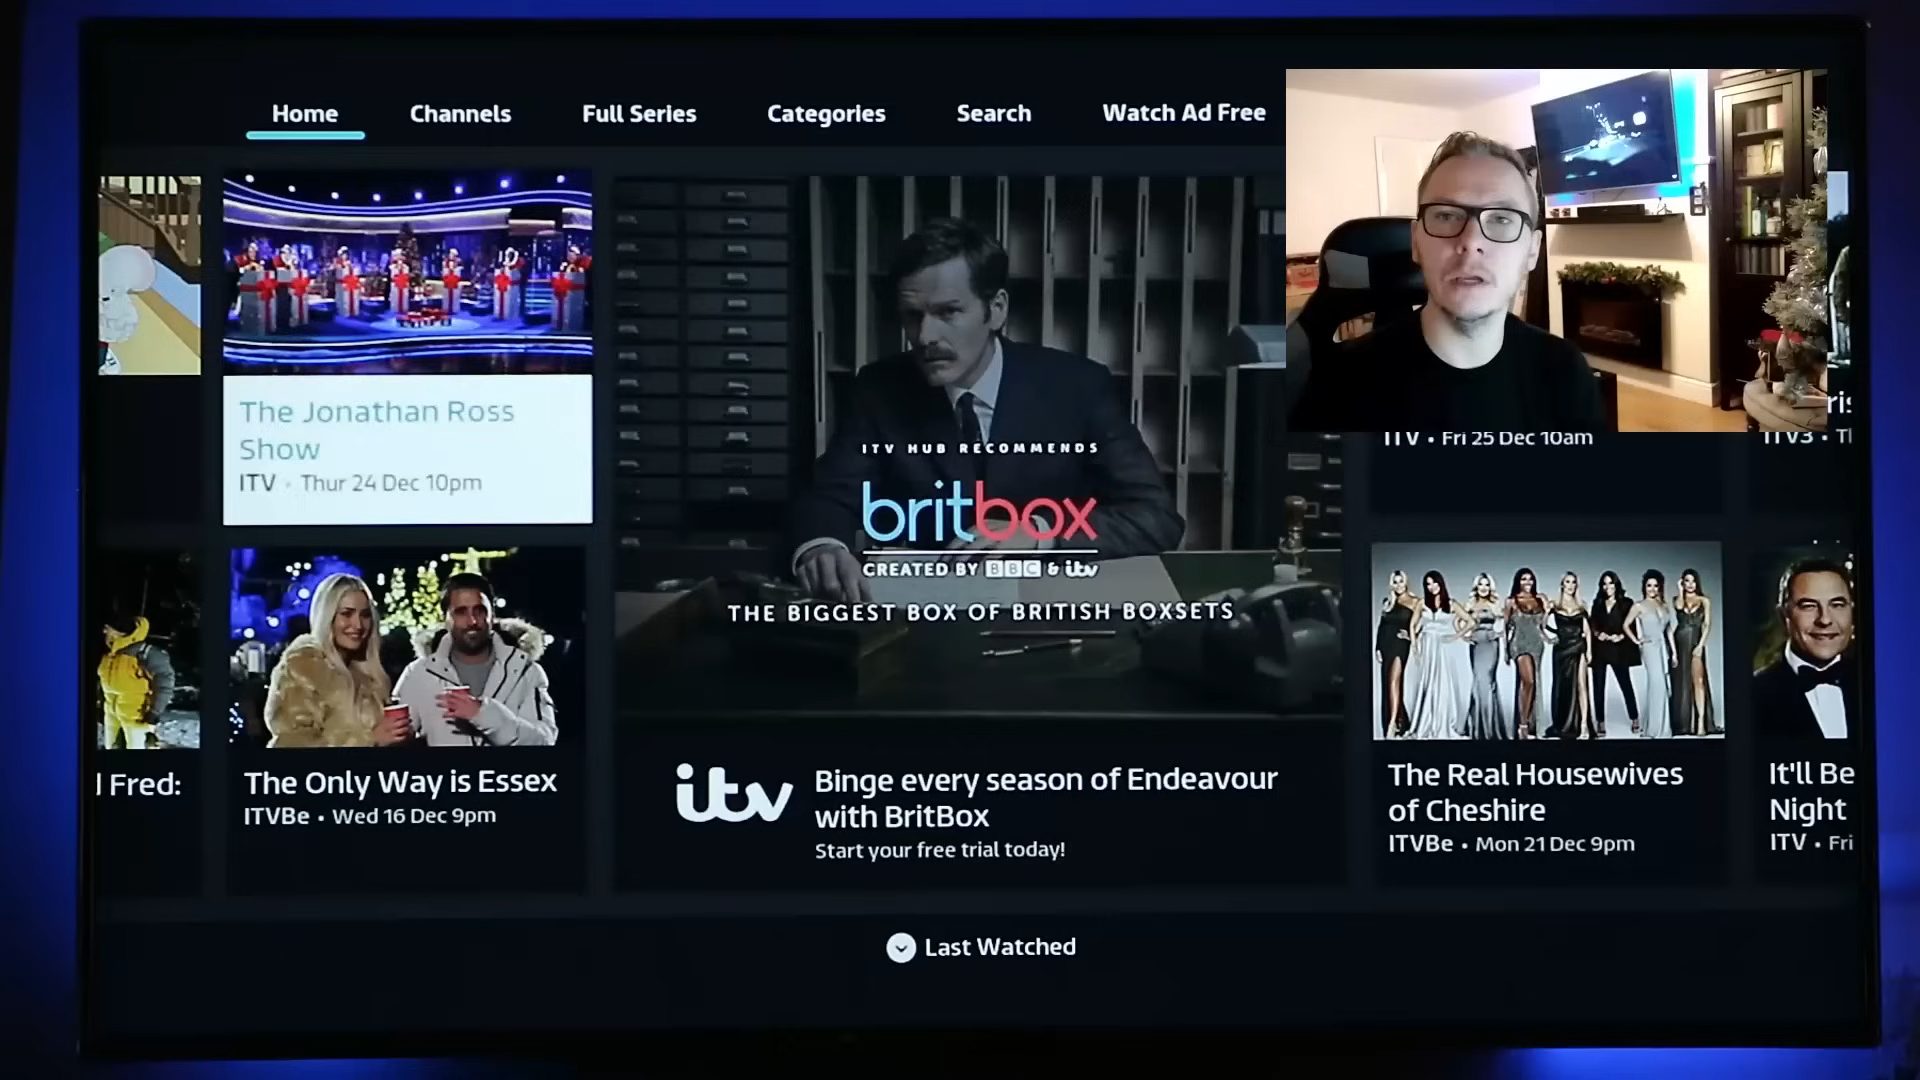 Home Channels Full Series Categories Search Watch Ad Free
The Jonathan Ross
Show
ITV • Thur 24 Dec 10pm
ITV HUB RECOMMENDS
britbox
CREATED BY BBC & itv
THE BIGGEST BOX OF BRITISH BOXSETS
ITV • Fri 25 Dec 10am
ITV3 •
Fred:
The Only Way is Essex
ITVBe • Wed 16 Dec 9pm
itv
Binge every season of Endeavour
with BritBox
Start your free trial today!
The Real Housewives
of Cheshire
ITVBe • Mon 21 Dec 9pm
It'll Be
Night
ITV • Fri
Last Watched